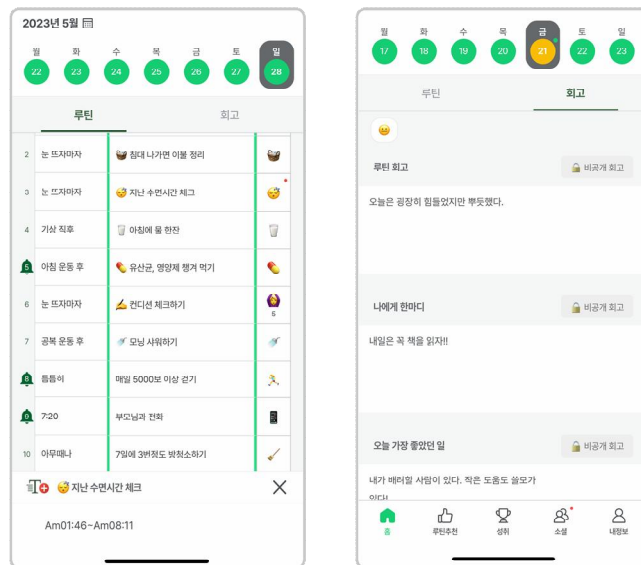 2023년 5월
월 화 수 목 금 토 일
22 23 24 25 26 27 28
루틴 회고
2 눈 뜨자마자 침대 나가면 이불 정리
3 눈 뜨자마자 지난 수면시간 체크
4 기상 직후 아침에 물 한잔
5 아침 운동 후 유산균, 영양제 챙겨 먹기
6 눈 뜨자마자 컨디션 체크하기 5
7 공복 운동 후 모닝 샤워하기
8 틈틈히 매일 5000보 이상 걷기
9 7:20 부모님과 전화
10 아무때나 7일에 3번정도 방청소하기
지난 수면시간 체크
Am01:46~Am08:11
월 화 수 목 금 토 일
17 18 19 20 21 22 23
루틴 회고
루틴 회고 비공개 회고
오늘은 굉장히 힘들었지만 뿌듯했다.
나에게 한마디 비공개 회고
내일은 꼭 책을 읽자!!
오늘 가장 좋았던 일 비공개 회고
내가 배려할 사람이 있다. 작은 도움도 쓸모가
있다!
홈 루틴추천 성취 소셜 내정보